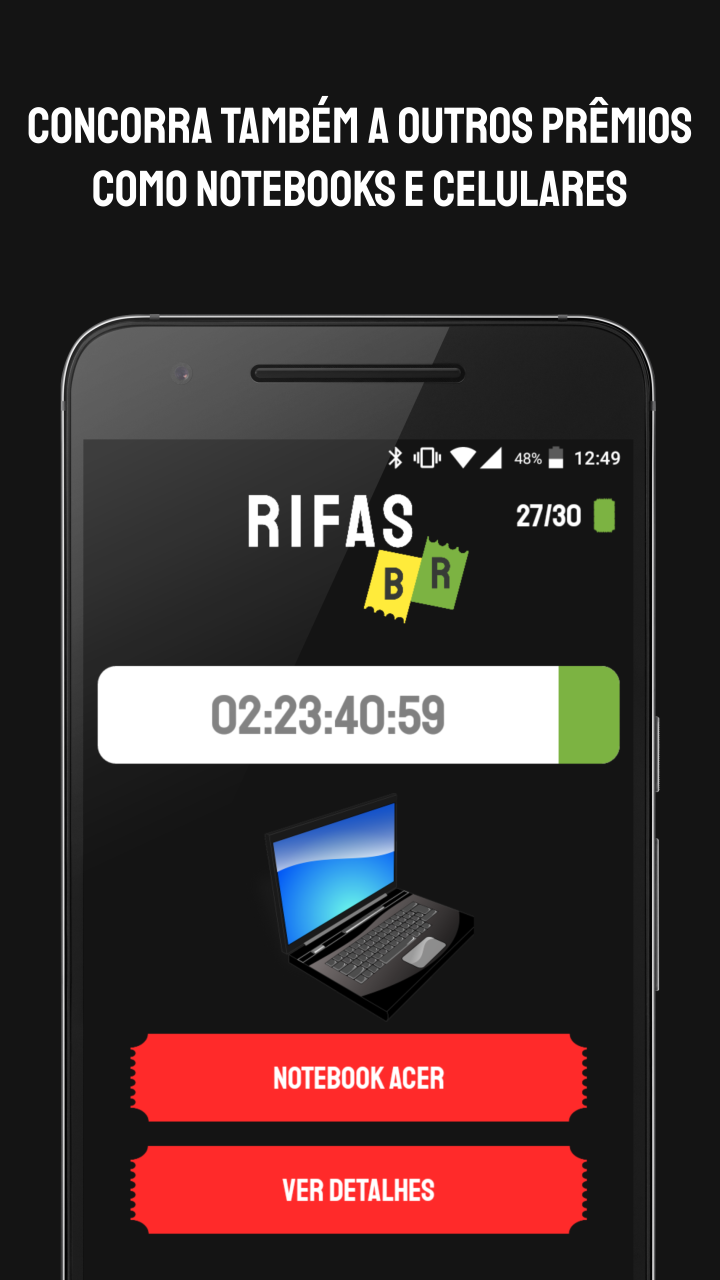 CONCORRA TAMBÉM A OUTROS PRÊMIOS
COMO NOTEBOOKS E CELULARES
48% 12:49
RIFAS
27/30
B R
02:23:40:59
NOTEBOOK ACER
VER DETALHES